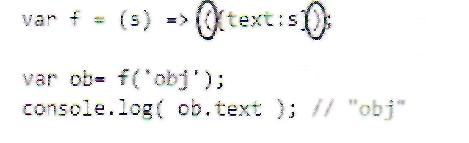 var f = (s) => ({text:s});
var ob= f('obj');
console.log( ob.text ); // "obj"